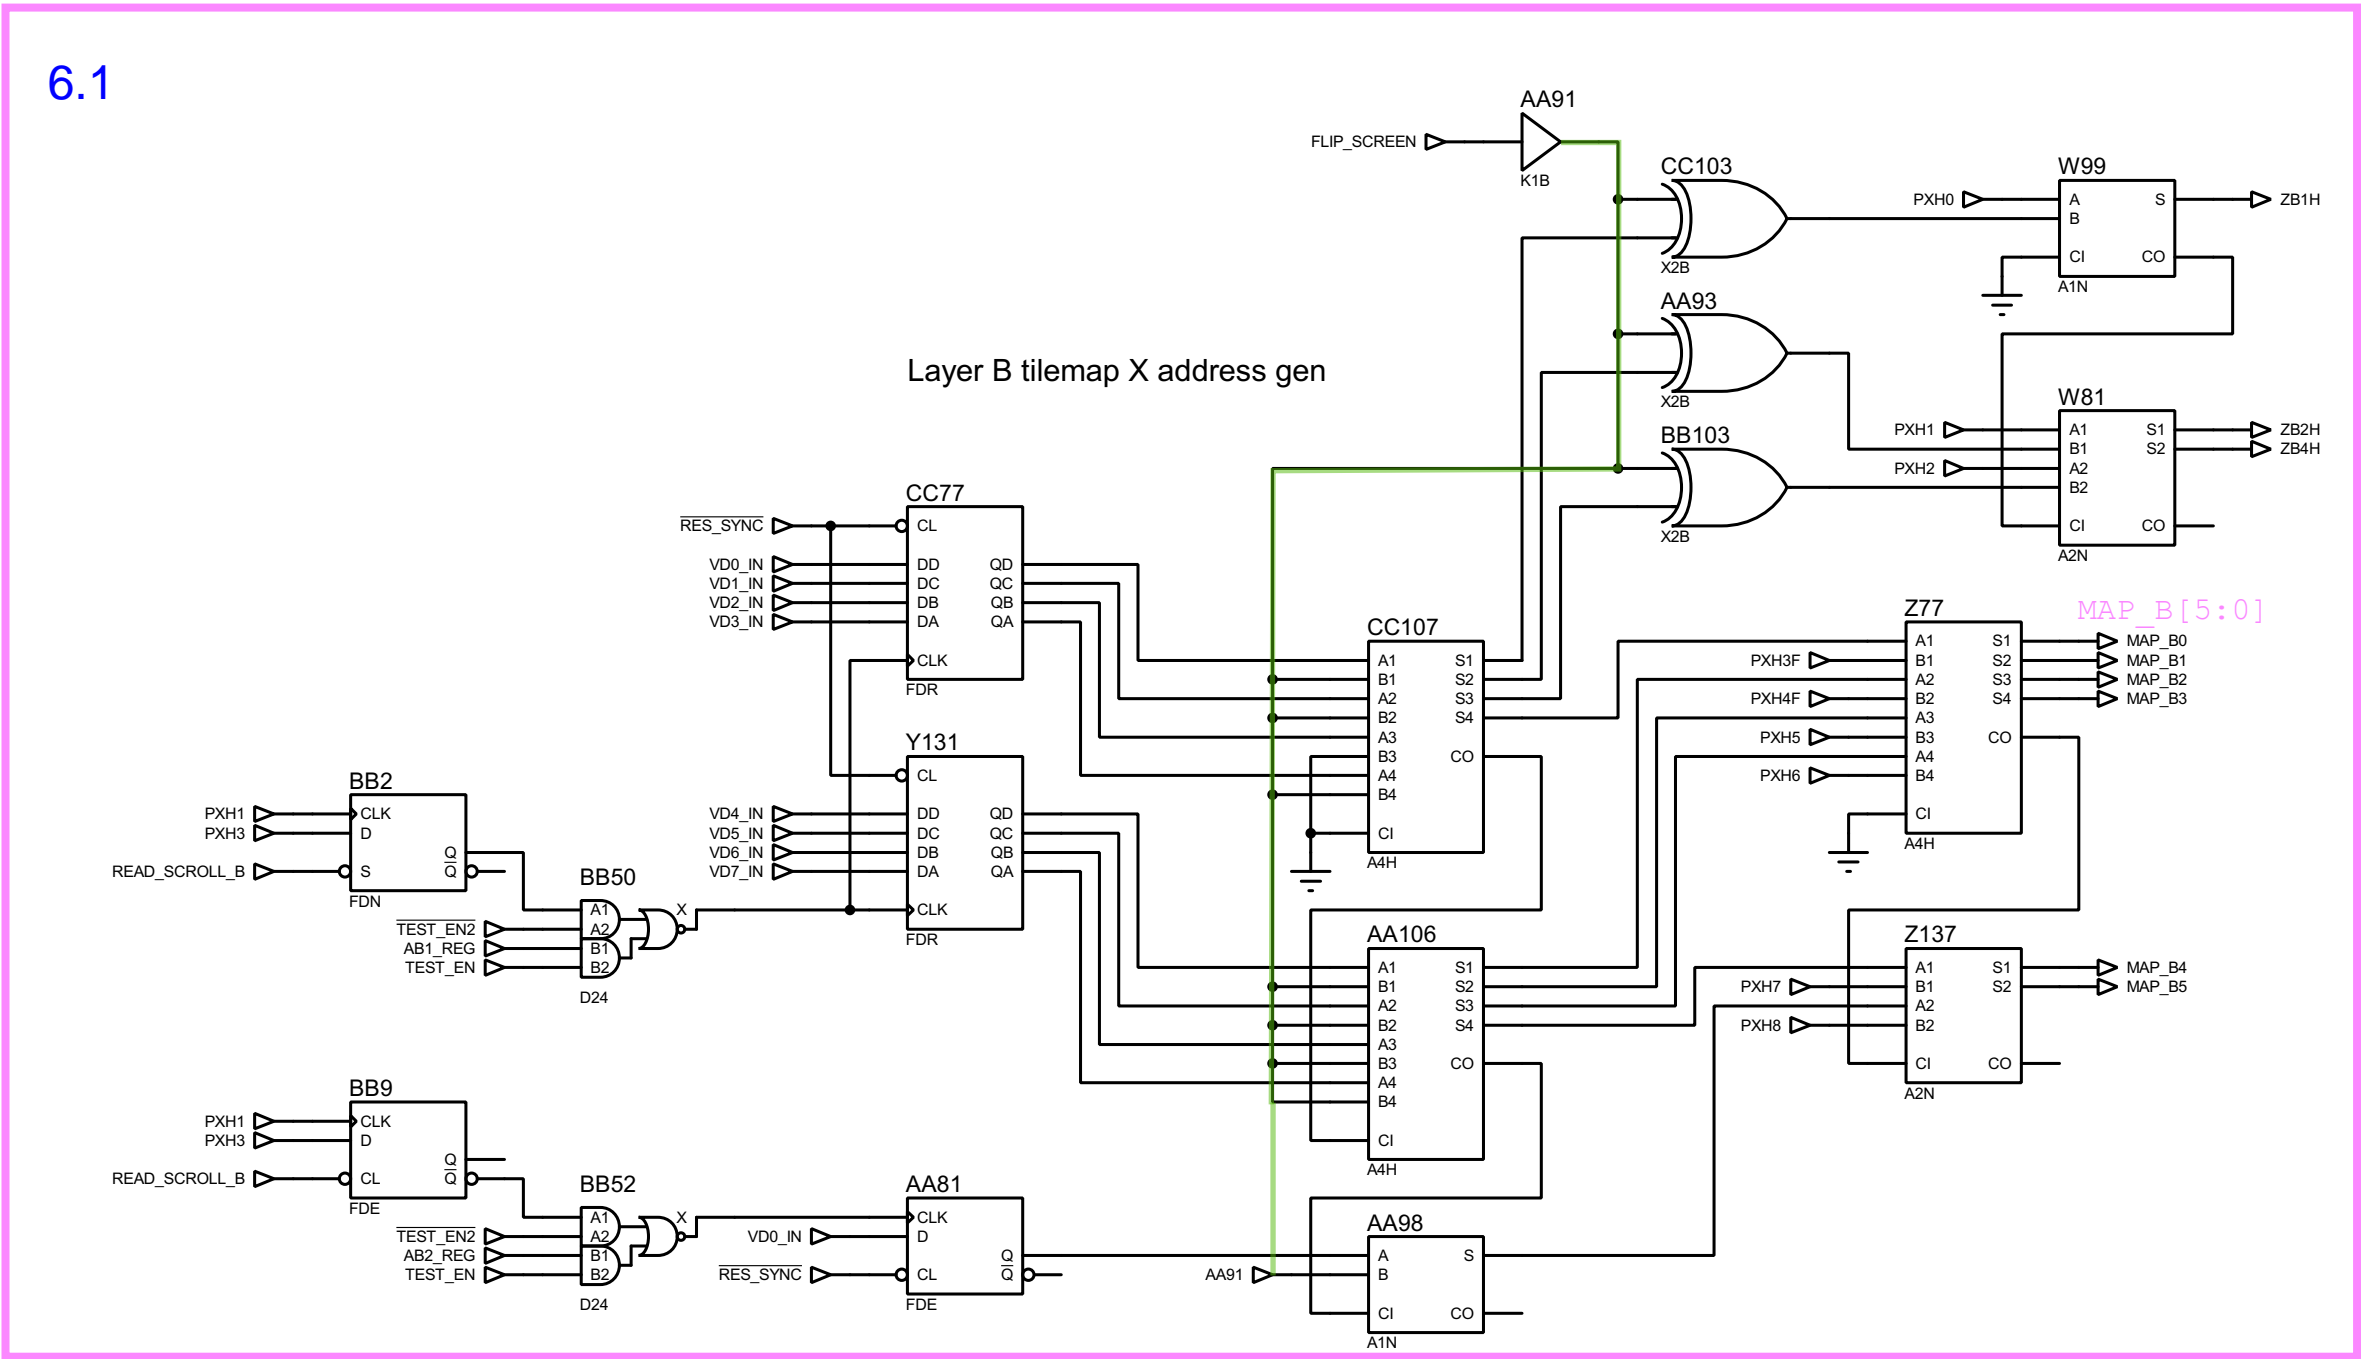 6.1
Layer B tilemap X address gen
FLIP_SCREEN
AA91
K1B
CC103
X2B
AA93
X2B
BB103
X2B
PXH0
W99
A S
B
CI CO
A1N
ZB1H
PXH1
PXH2
W81
A1 S1
B1 S2
A2
B2
CI CO
A2N
ZB2H
ZB4H
RES_SYNC
VD0_IN
VD1_IN
VD2_IN
VD3_IN
CC77
CL
DD QD
DC QC
DB QB
DA QA
CLK
FDR
VD4_IN
VD5_IN
VD6_IN
VD7_IN
Y131
CL
DD QD
DC QC
DB QB
DA QA
CLK
FDR
CC107
A1 S1
B1 S2
A2 S3
B2 S4
A3
B3 CO
A4
B4
CI
A4H
MAP_B[5:0]
PXH3F
PXH4F
PXH5
PXH6
Z77
A1 S1
B1 S2
A2 S3
B2 S4
A3
B3 CO
A4
B4
CI
A4H
MAP_B0
MAP_B1
MAP_B2
MAP_B3
PXH1
PXH3
READ_SCROLL_B
BB2
CLK
D
Q
S Q
FDN
TEST_EN2
AB1_REG
TEST_EN
BB50
A1
A2
B1
B2
X
D24
AA106
A1 S1
B1 S2
A2 S3
B2 S4
A3
B3 CO
A4
B4
CI
A4H
PXH7
PXH8
Z137
A1 S1
B1 S2
A2
B2
CI CO
A2N
MAP_B4
MAP_B5
PXH1
PXH3
READ_SCROLL_B
BB9
CLK
D
Q
CL Q
FDE
TEST_EN2
AB2_REG
TEST_EN
BB52
A1
A2
B1
B2
X
D24
VD0_IN
RES_SYNC
AA81
CLK
D
Q
CL Q
FDE
AA91
AA98
A S
B
CI CO
A1N